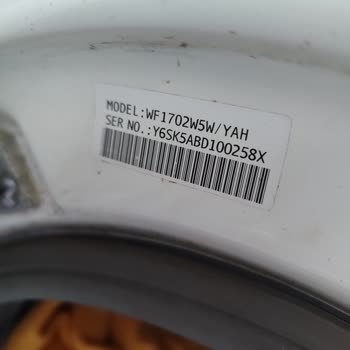 MODEL:WF1702W5W/YAH
SER NO.:Y6SK5ABD100258X